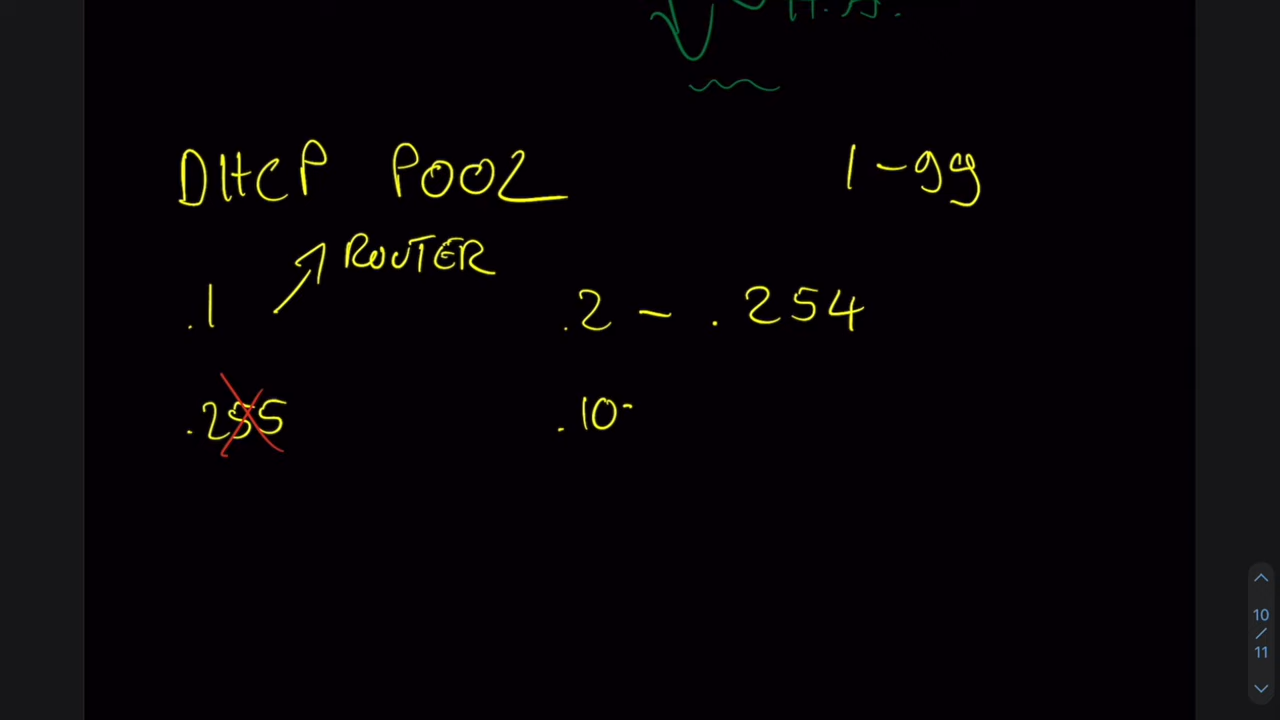 H.A.
DHCP POOL 1-99
ROUTER
.1 .2 - .254
.255 .10
10
/
11